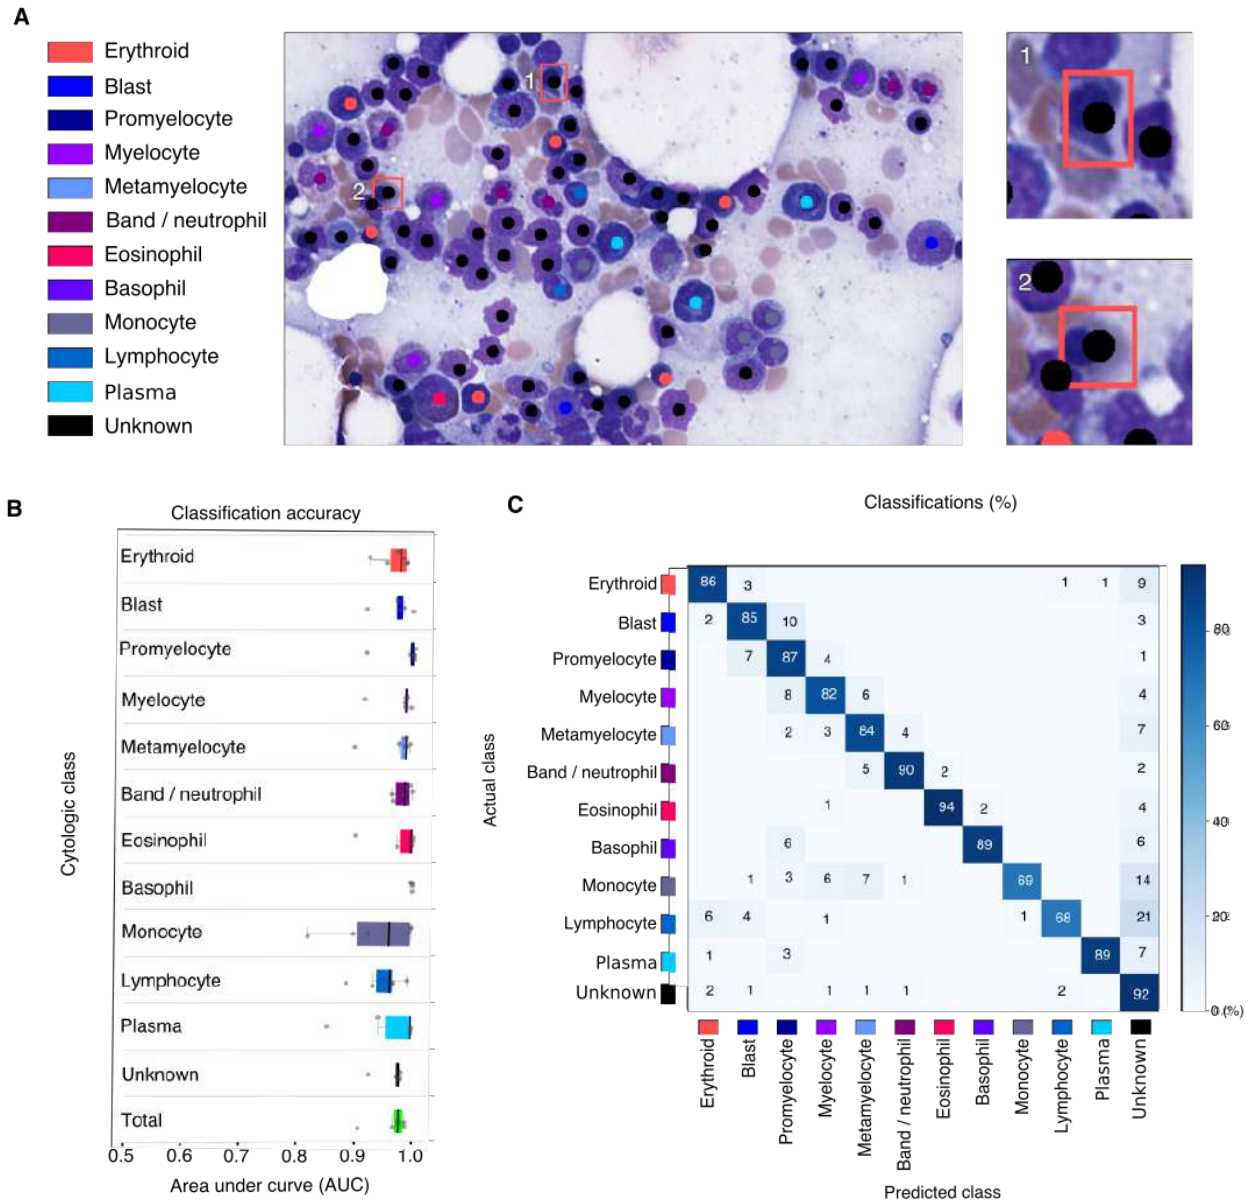 A
Erythroid
Blast
Promyelocyte
Myelocyte
Metamyelocyte
Band / neutrophil
Eosinophil
Basophil
Monocyte
Lymphocyte
Plasma
Unknown
1
2
1
2
B
Classification accuracy
Cytologic class
Erythroid
Blast
Promyelocyte
Myelocyte
Metamyelocyte
Band / neutrophil
Eosinophil
Basophil
Monocyte
Lymphocyte
Plasma
Unknown
Total
0.5 0.6 0.7 0.8 0.9 1.0
Area under curve (AUC)
C
Classifications (%)
Actual class
Erythroid 86 3 1 1 9
Blast 2 85 10 3
Promyelocyte 7 87 4 1
Myelocyte 8 82 6 4
Metamyelocyte 2 3 84 4 7
Band / neutrophil 5 90 2 2
Eosinophil 1 94 2 4
Basophil 6 89 6
Monocyte 1 3 6 7 1 69 14
Lymphocyte 6 4 1 1 68 21
Plasma 1 3 89 7
Unknown 2 1 1 1 1 2 92
Erythroid
Blast
Promyelocyte
Myelocyte
Metamyelocyte
Band / neutrophil
Eosinophil
Basophil
Monocyte
Lymphocyte
Plasma
Unknown
Predicted class
80
60
40
20
0 (%)